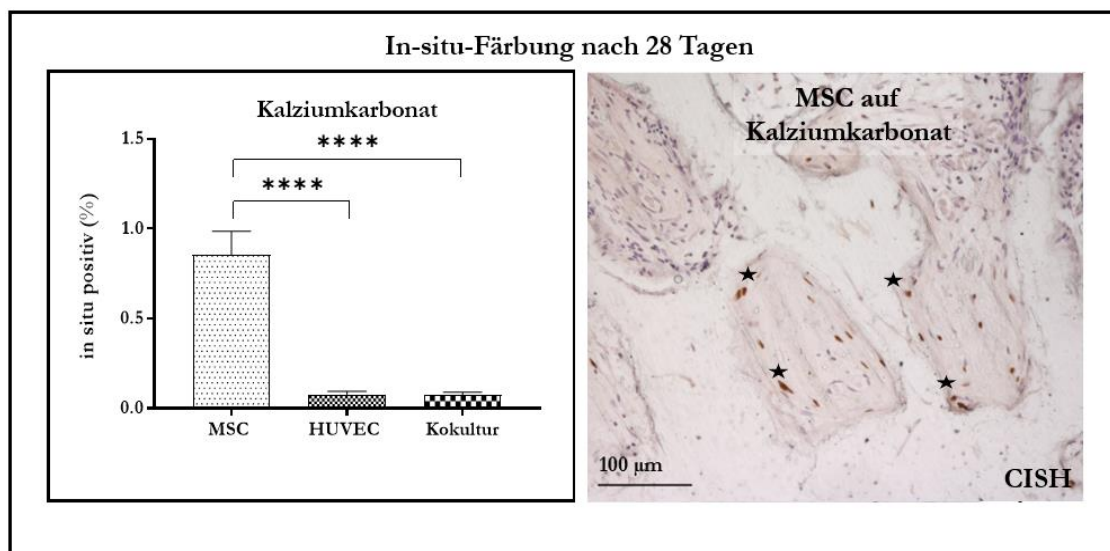 In-situ-Färbung nach 28 Tagen
Kalziumkarbonat
in situ positiv (%)
1.5
1.0
0.5
0.0
****
****
MSC
HUVEC
Kokultur
MSC auf
Kalziumkarbonat
100 µm
CISH